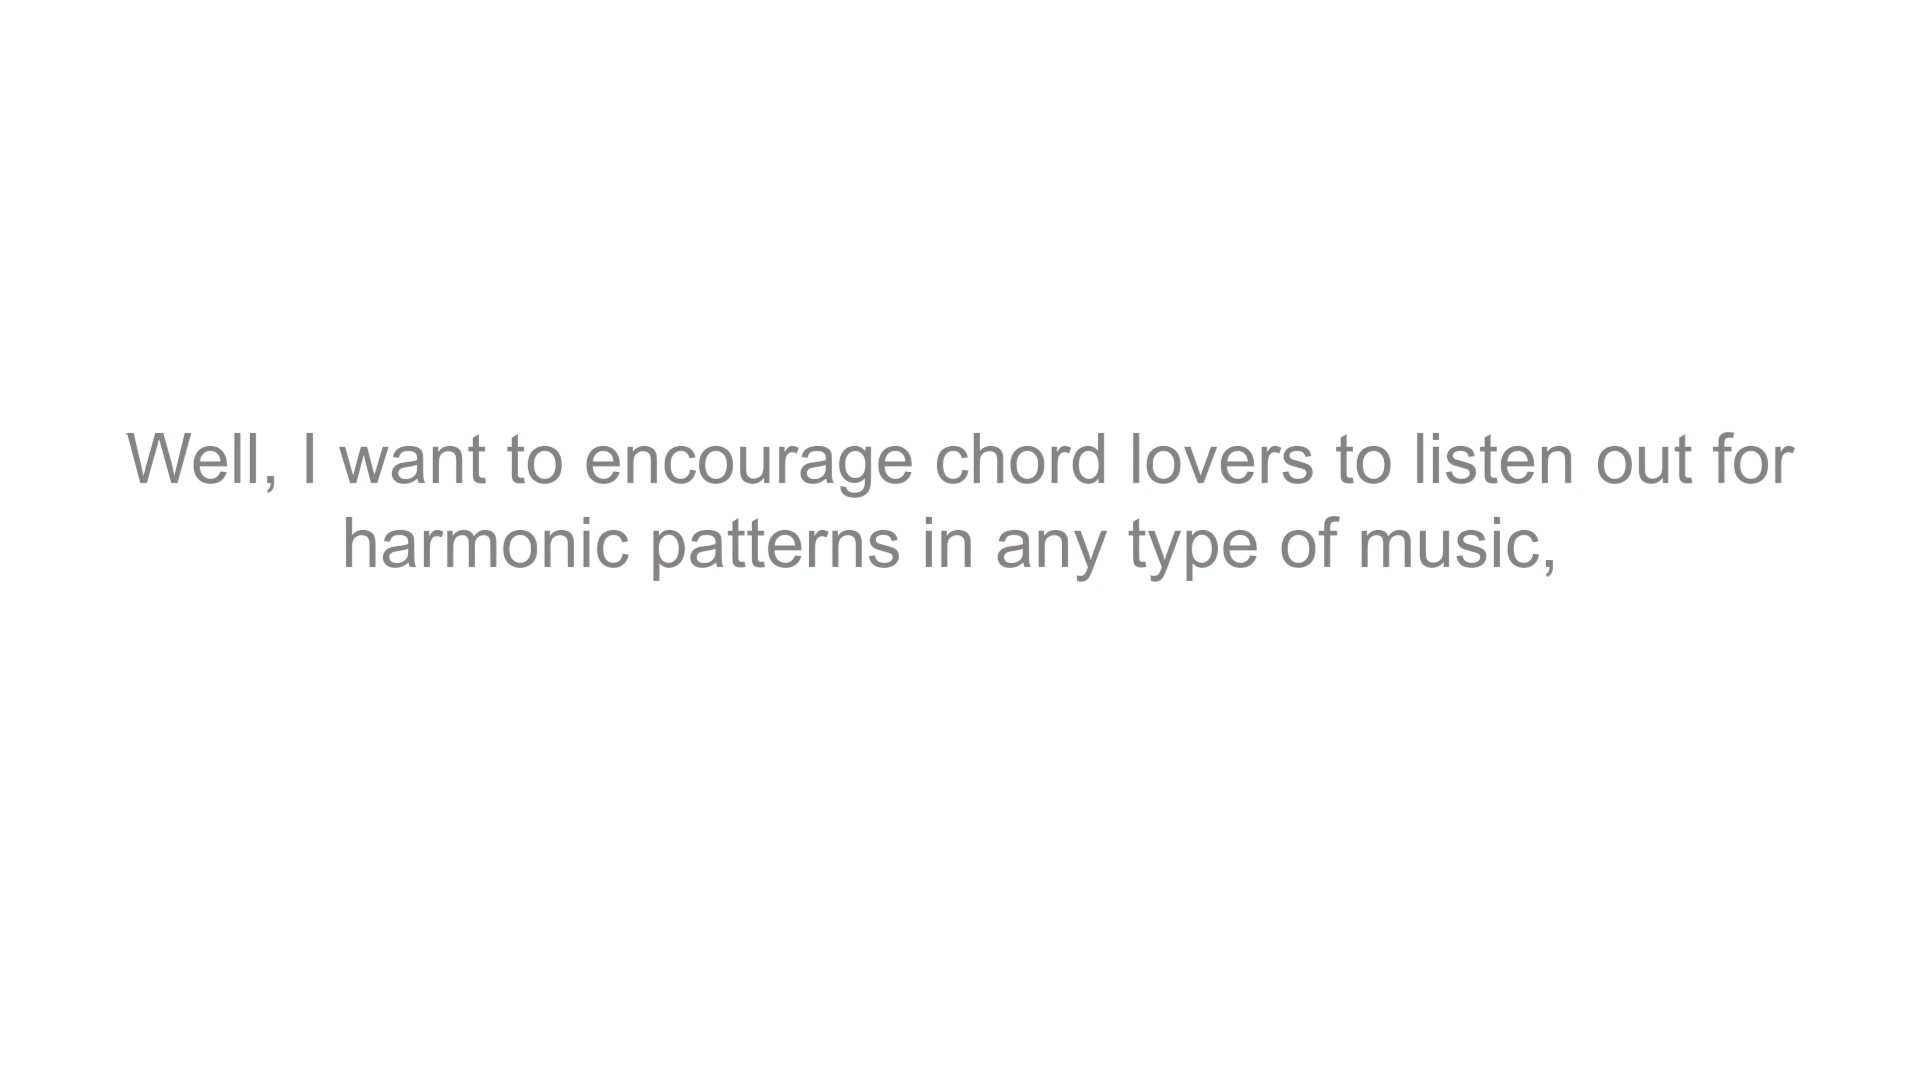 Well, I want to encourage chord lovers to listen out for
harmonic patterns in any type of music,